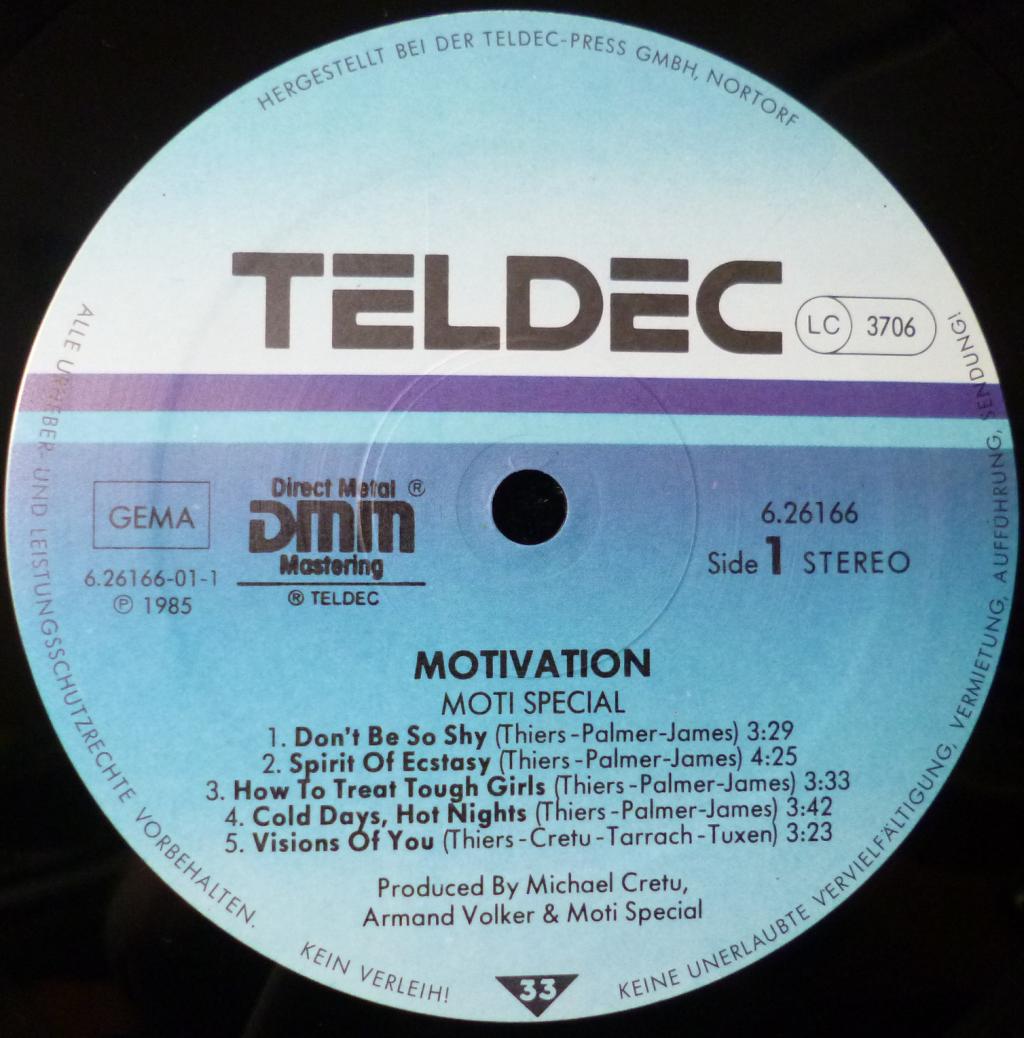 HERGESTELLT BEI DER TELDEC-PRESS GMBH, NORTORF
TELDEC
LC 3706
GEMA
6.26166-01-1
℗ 1985
Direct Metal ®
DMM
Mastering
® TELDEC
6.26166
Side 1 STEREO
MOTIVATION
MOTI SPECIAL
1. Don't Be So Shy (Thiers-Palmer-James) 3:29
2. Spirit Of Ecstasy (Thiers-Palmer-James) 4:25
3. How To Treat Tough Girls (Thiers-Palmer-James) 3:33
4. Cold Days, Hot Nights (Thiers-Palmer-James) 3:42
5. Visions Of You (Thiers-Cretu-Tarrach-Tuxen) 3:23
Produced By Michael Cretu,
Armand Volker & Moti Special
33
ALLE URHEBER- UND LEISTUNGSSCHUTZRECHTE VORBEHALTEN.
KEIN VERLEIH!
KEINE UNERLAUBTE VERVIELFÄLTIGUNG, VERMIETUNG, AUFFÜHRUNG, SENDUNG!